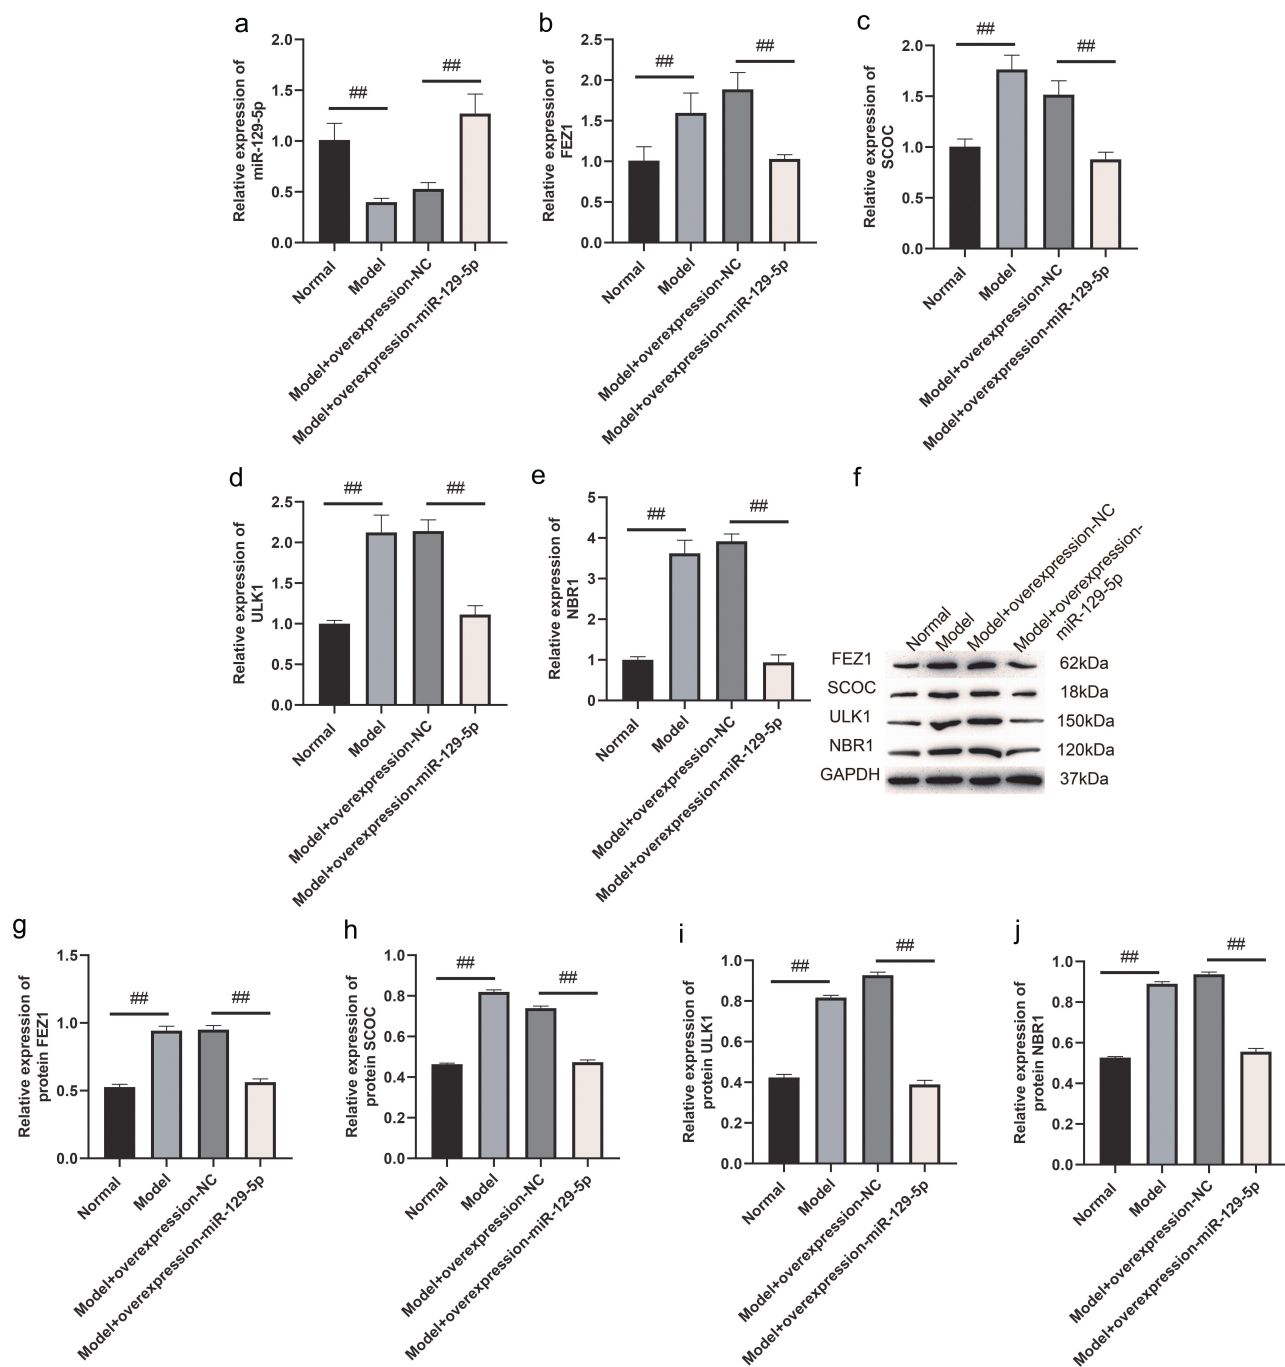 a
2.0
1.5
1.0
0.5
0.0
Relative expression of
miR-129-5p
##
##
Normal
Model
Model+overexpression-NC
Model+overexpression-miR-129-5p
b
2.5
2.0
1.5
1.0
0.5
0.0
Relative expression of
FEZ1
##
##
Normal
Model
Model+overexpression-NC
Model+overexpression-miR-129-5p
c
2.0
1.5
1.0
0.5
0.0
Relative expression of
SCOC
##
##
Normal
Model
Model+overexpression-NC
Model+overexpression-miR-129-5p
d
2.5
2.0
1.5
1.0
0.5
0.0
Relative expression of
ULK1
##
##
Normal
Model
Model+overexpression-NC
Model+overexpression-miR-129-5p
e
5
4
3
2
1
0
Relative expression of
NBR1
##
##
Normal
Model
Model+overexpression-NC
Model+overexpression-miR-129-5p
f
Normal
Model
Model+overexpression-NC
Model+overexpression-
miR-129-5p
FEZ1 62kDa
SCOC 18kDa
ULK1 150kDa
NBR1 120kDa
GAPDH 37kDa
g
1.5
1.0
0.5
0.0
Relative expression of
protein FEZ1
##
##
Normal
Model
Model+overexpression-NC
Model+overexpression-miR-129-5p
h
1.0
0.8
0.6
0.4
0.2
0.0
Relative expression of
protein SCOC
##
##
Normal
Model
Model+overexpression-NC
Model+overexpression-miR-129-5p
i
1.0
0.8
0.6
0.4
0.2
0.0
Relative expression of
protein ULK1
##
##
Normal
Model
Model+overexpression-NC
Model+overexpression-miR-129-5p
j
1.0
0.8
0.6
0.4
0.2
0.0
Relative expression of
protein NBR1
##
##
Normal
Model
Model+overexpression-NC
Model+overexpression-miR-129-5p